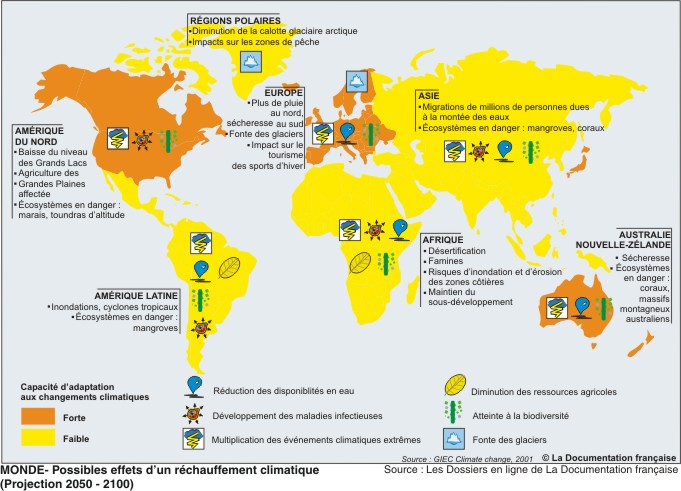 RÉGIONS POLAIRES
•Diminution de la calotte glaciaire arctique
•Impacts sur les zones de pêche
EUROPE
•Plus de pluie
au nord,
sécheresse au sud
•Fonte des glaciers
•Impact sur le
tourisme
des sports d'hiver
ASIE
•Migrations de millions de personnes dues
à la montée des eaux
•Écosystèmes en danger : mangroves, coraux
AMÉRIQUE
DU NORD
•Baisse du niveau
des Grands Lacs
•Agriculture des
•Grandes Plaines
affectée
•Écosystèmes en danger :
marais, toundras d'altitude
AFRIQUE
•Désertification
•Famines
•Risques d'inondation et d'érosion
des zones côtières
•Maintien du
sous-développement
AUSTRALIE
NOUVELLE-ZÉLANDE
•Sécheresse
•Écosystèmes
en danger :
coraux,
massifs
montagneux
australiens
AMÉRIQUE LATINE
•Inondations, cyclones tropicaux
•Écosystèmes en danger :
mangroves
Capacité d'adaptation
aux changements climatiques
Forte
Faible
Réduction des disponiblités en eau
Développement des maladies infectieuses
Multiplication des événements climatiques extrêmes
Diminution des ressources agricoles
Atteinte à la biodiversité
Fonte des glaciers
Source : GIEC Climate change, 2001 © La Documentation française
MONDE- Possibles effets d'un réchauffement climatique
(Projection 2050 - 2100)
Source : Les Dossiers en ligne de La Documentation française